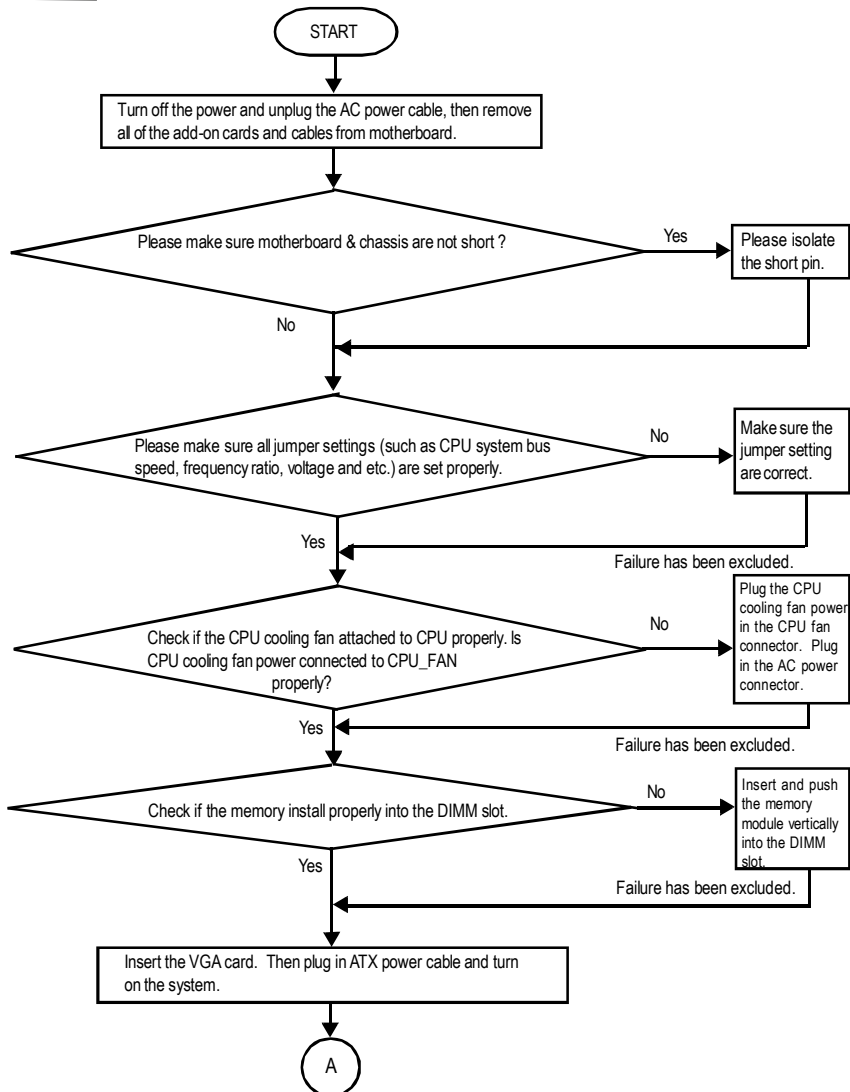 START
Turn off the power and unplug the AC power cable, then remove
all of the add-on cards and cables from motherboard.
Please make sure motherboard & chassis are not short ?
Yes
Please isolate
the short pin.
No
Please make sure all jumper settings (such as CPU system bus
speed, frequency ratio, voltage and etc.) are set properly.
No
Make sure the
jumper setting
are correct.
Yes
Failure has been excluded.
Check if the CPU cooling fan attached to CPU properly. Is
CPU cooling fan power connected to CPU_FAN
properly?
No
Plug the CPU
cooling fan power
in the CPU fan
connector. Plug
in the AC power
connector.
Yes
Failure has been excluded.
Check if the memory install properly into the DIMM slot.
No
Insert and push
the memory
module vertically
into the DIMM
slot.
Yes
Failure has been excluded.
Insert the VGA card. Then plug in ATX power cable and turn
on the system.
A